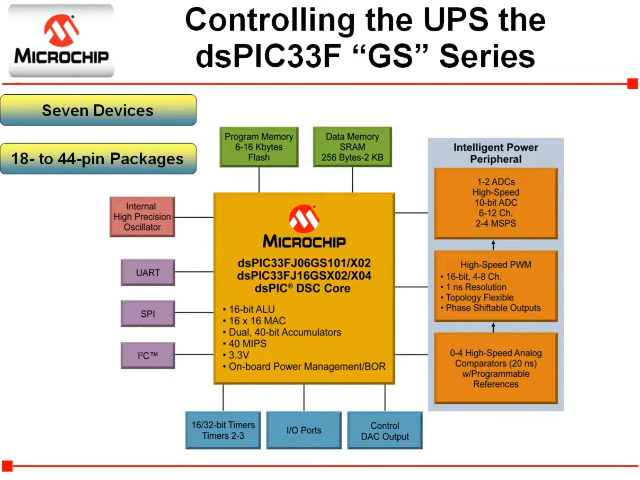 MICROCHIP
Controlling the UPS the
dsPIC33F “GS” Series
Seven Devices
18- to 44-pin Packages
Program Memory
6-16 Kbytes
Flash
Data Memory
SRAM
256 Bytes-2 KB
Intelligent Power
Peripheral
1-2 ADCs
High-Speed
10-bit ADC
6-12 Ch.
2-4 MSPS
Internal
High Precision
Oscillator
UART
SPI
I²C™
MICROCHIP
dsPIC33FJ06GS101/X02
dsPIC33FJ16GSX02/X04
dsPIC® DSC Core
• 16-bit ALU
• 16 x 16 MAC
• Dual, 40-bit Accumulators
• 40 MIPS
• 3.3V
• On-board Power Management/BOR
High-Speed PWM
• 16-bit, 4-8 Ch.
• 1 ns Resolution
• Topology Flexible
• Phase Shiftable Outputs
0-4 High-Speed Analog
Comparators (20 ns)
w/Programmable
References
16/32-bit Timers
Timers 2-3
I/O Ports
Control
DAC Output